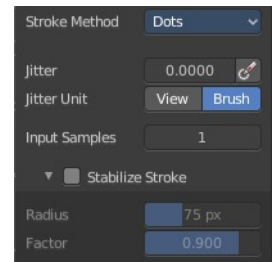 Stroke Method Dots
Jitter 0.0000
Jitter Unit View Brush
Input Samples 1
Stabilize Stroke
Radius 75 px
Factor 0.900